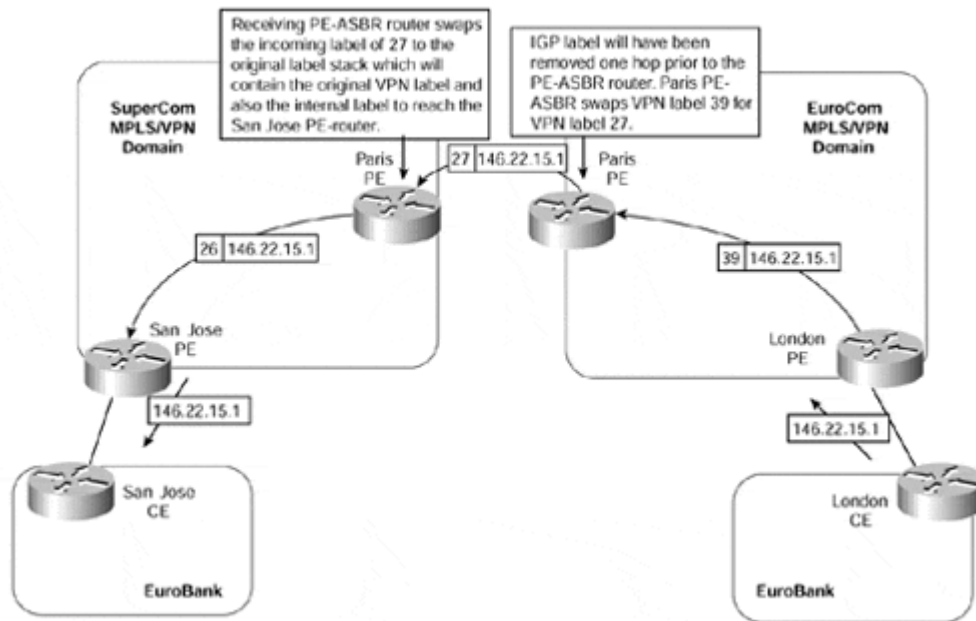 Receiving PE-ASBR router swaps
the incoming label of 27 to the
original label stack which will
contain the original VPN label and
also the internal label to reach the
San Jose PE-router.
IGP label will have been
removed one hop prior to the
PE-ASBR router. Paris PE-
ASBR swaps VPN label 39 for
VPN label 27.
SuperCom
MPLS/VPN
Domain
EuroCom
MPLS/VPN
Domain
Paris
PE
27 146.22.15.1
Paris
PE
26 146.22.15.1
39 146.22.15.1
San Jose
PE
London
PE
146.22.15.1
146.22.15.1
San Jose
CE
London
CE
EuroBank
EuroBank